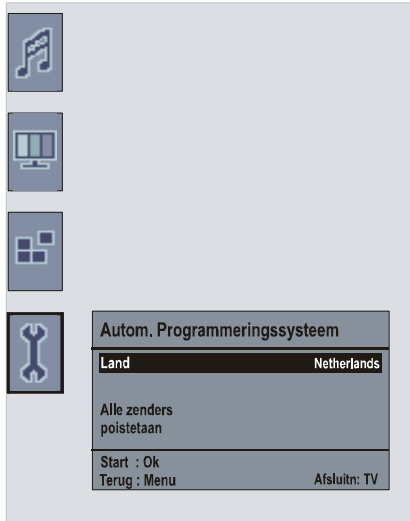 Autom. Programmeringssysteem
Land Netherlands
Alle zenders
poistetaan
Start : Ok
Terug : Menu Afsluitn: TV